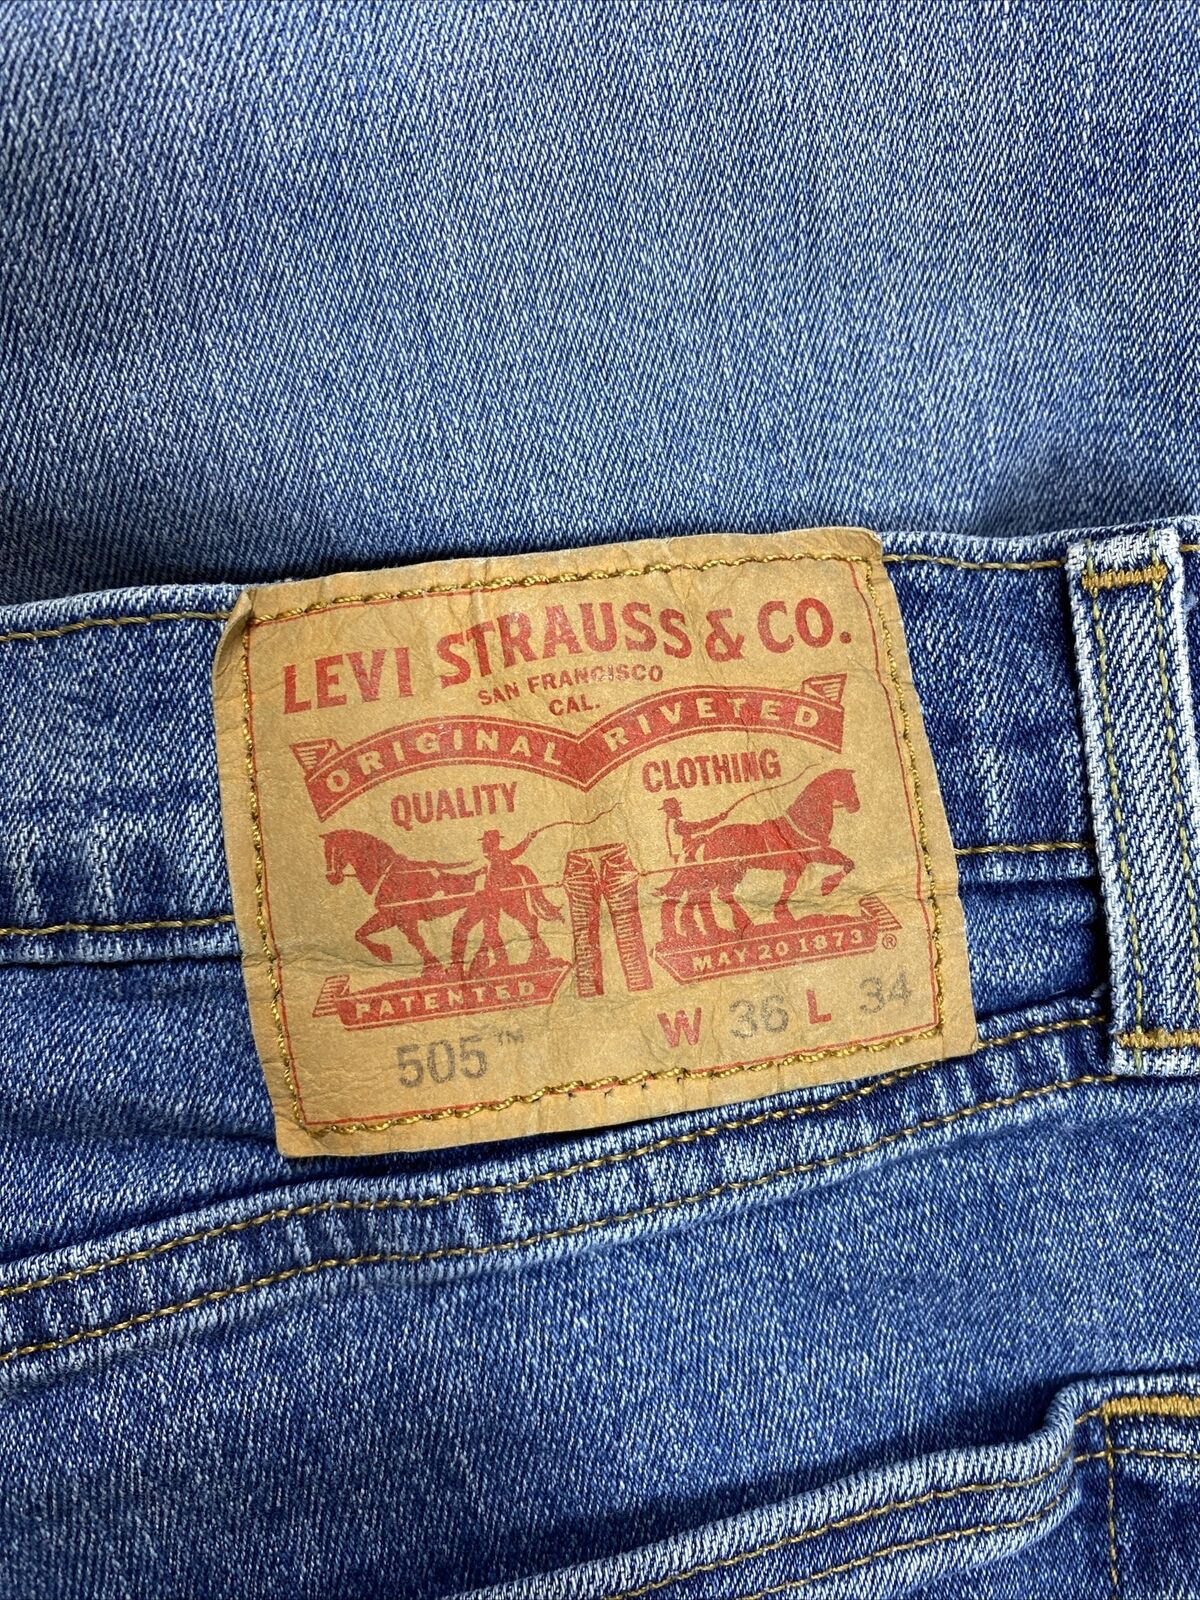 LEVI STRAUSS & CO.
SAN FRANCISCO
CAL.
ORIGINAL RIVETED
QUALITY CLOTHING
PATENTED MAY 20 1873 ®
505™ W 36 L 34